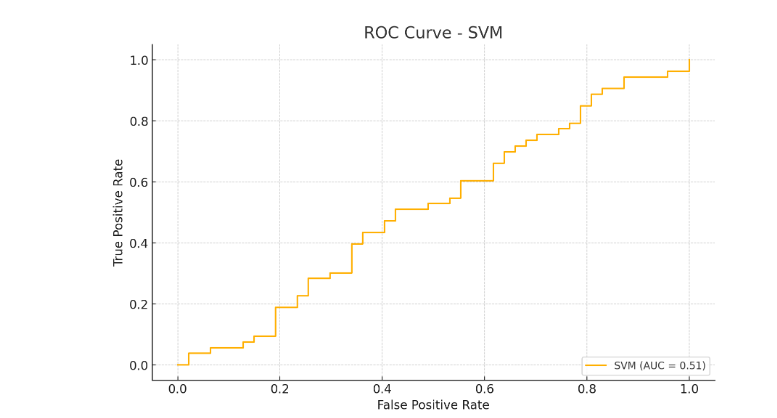 ROC Curve - SVM
True Positive Rate
1.0
0.8
0.6
0.4
0.2
0.0
0.0 0.2 0.4 0.6 0.8 1.0
False Positive Rate
SVM (AUC = 0.51)